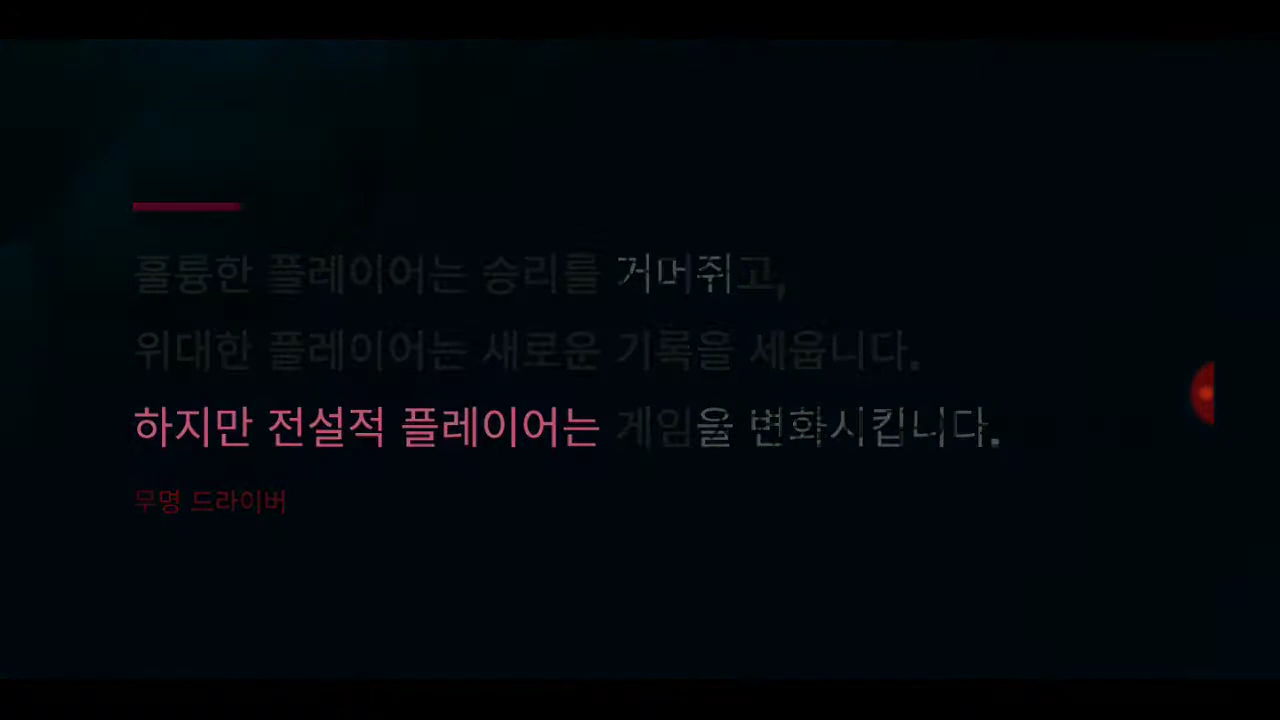 훌륭한 플레이어는 승리를 거머쥐고,
위대한 플레이어는 새로운 기록을 세웁니다.
하지만 전설적 플레이어는 게임을 변화시킵니다.
무명 드라이버